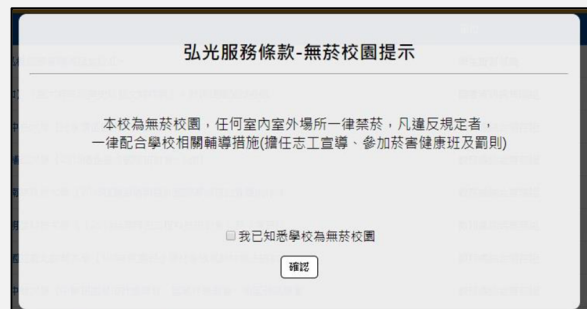 弘光服務條款-無菸校園提示
本校為無菸校園，任何室內室外場所一律禁菸，凡違反規定者，
一律配合學校相關輔導措施(擔任志工宣導、參加菸害健康班及罰則)
我已知悉學校為無菸校園
確認